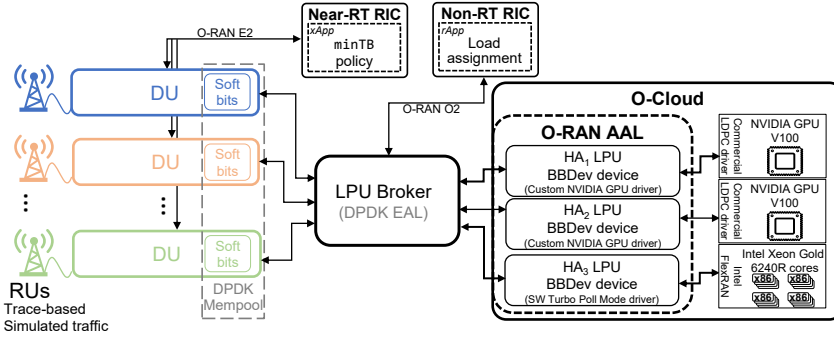 Near-RT RIC
xApp
minTB
policy
Non-RT RIC
rApp
Load
assignment
O-RAN E2
O-RAN O2
DU
Soft
bits
DU
Soft
bits
...
...
DU
Soft
bits
DPDK
Mempool
RUs
Trace-based
Simulated traffic
LPU Broker
(DPDK EAL)
O-Cloud
O-RAN AAL
HA1 LPU
BBDev device
(Custom NVIDIA GPU driver)
HA2 LPU
BBDev device
(Custom NVIDIA GPU driver)
HA3 LPU
BBDev device
(SW Turbo Poll Mode driver)
Commercial
LDPC driver
NVIDIA GPU
V100
Commercial
LDPC driver
NVIDIA GPU
V100
Intel
FlexRAN
Intel Xeon Gold
6240R cores
x86
x86
x86
x86